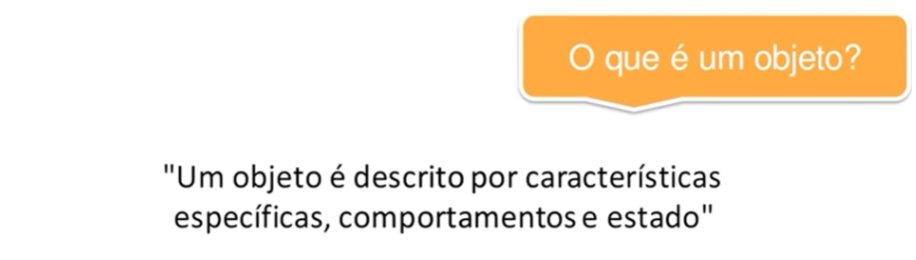 O que é um objeto?
"Um objeto é descrito por características
específicas, comportamentos e estado"